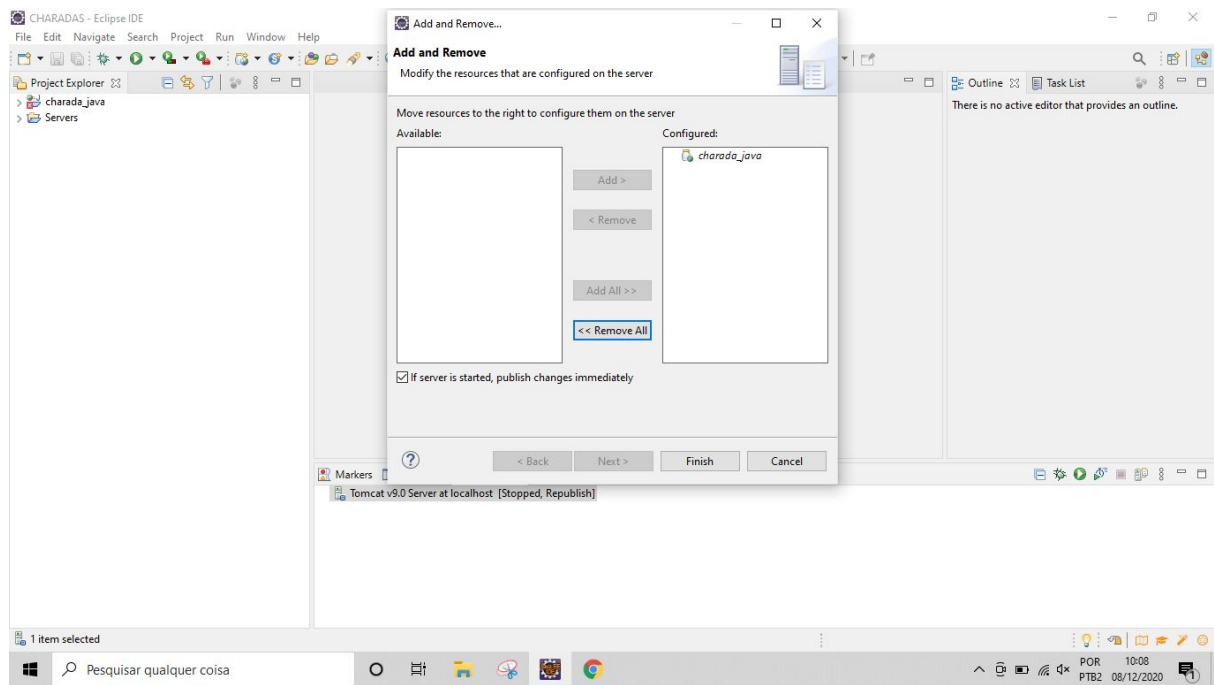 CHARADAS - Eclipse IDE
File Edit Navigate Search Project Run Window Help
Project Explorer
charada_java
Servers
Add and Remove...
Add and Remove
Modify the resources that are configured on the server
Move resources to the right to configure them on the server
Available:
Configured:
charada_java
Add >
< Remove
Add All >>
<< Remove All
If server is started, publish changes immediately
< Back Next > Finish Cancel
Outline Task List
There is no active editor that provides an outline.
Markers
Tomcat v9.0 Server at localhost [Stopped, Republish]
1 item selected
Pesquisar qualquer coisa
POR
PTB2
10:08
08/12/2020